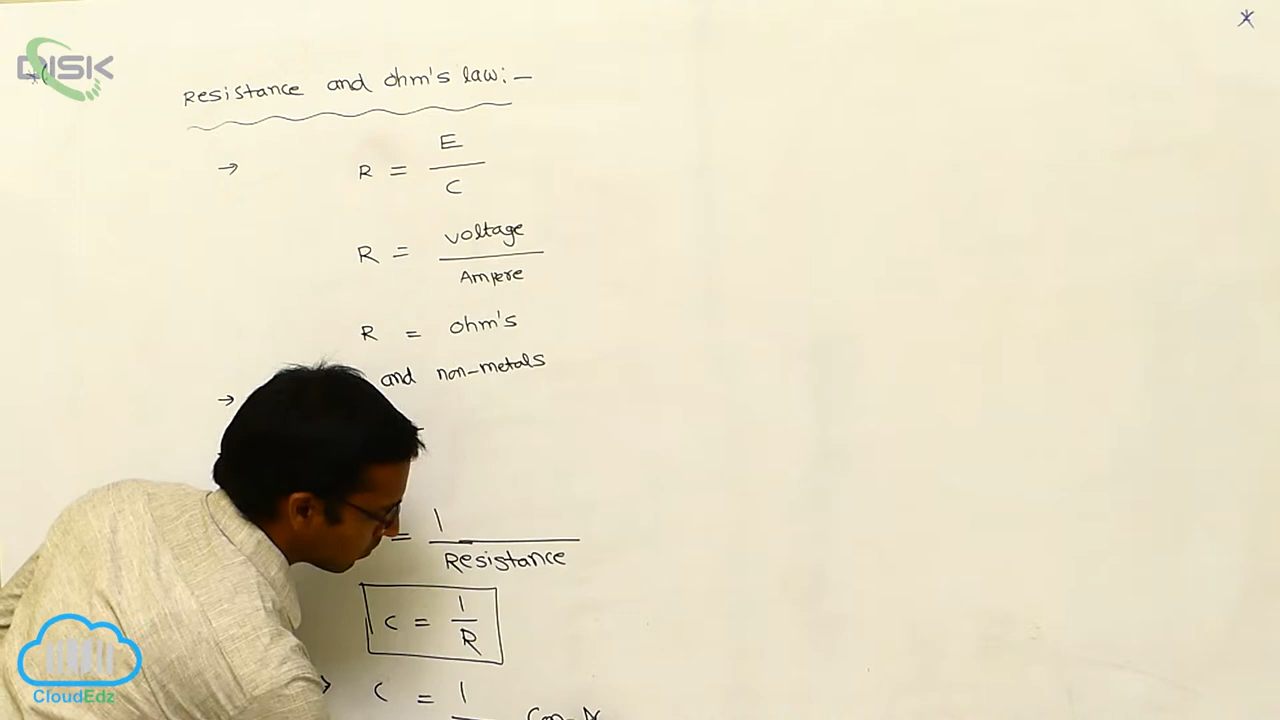 DISK
Resistance and ohm's law:-
→ R = E / C
R = voltage / Ampere
R = ohm's
→ and non-metals
= 1 / Resistance
C = 1 / R
C = 1
CloudEdz